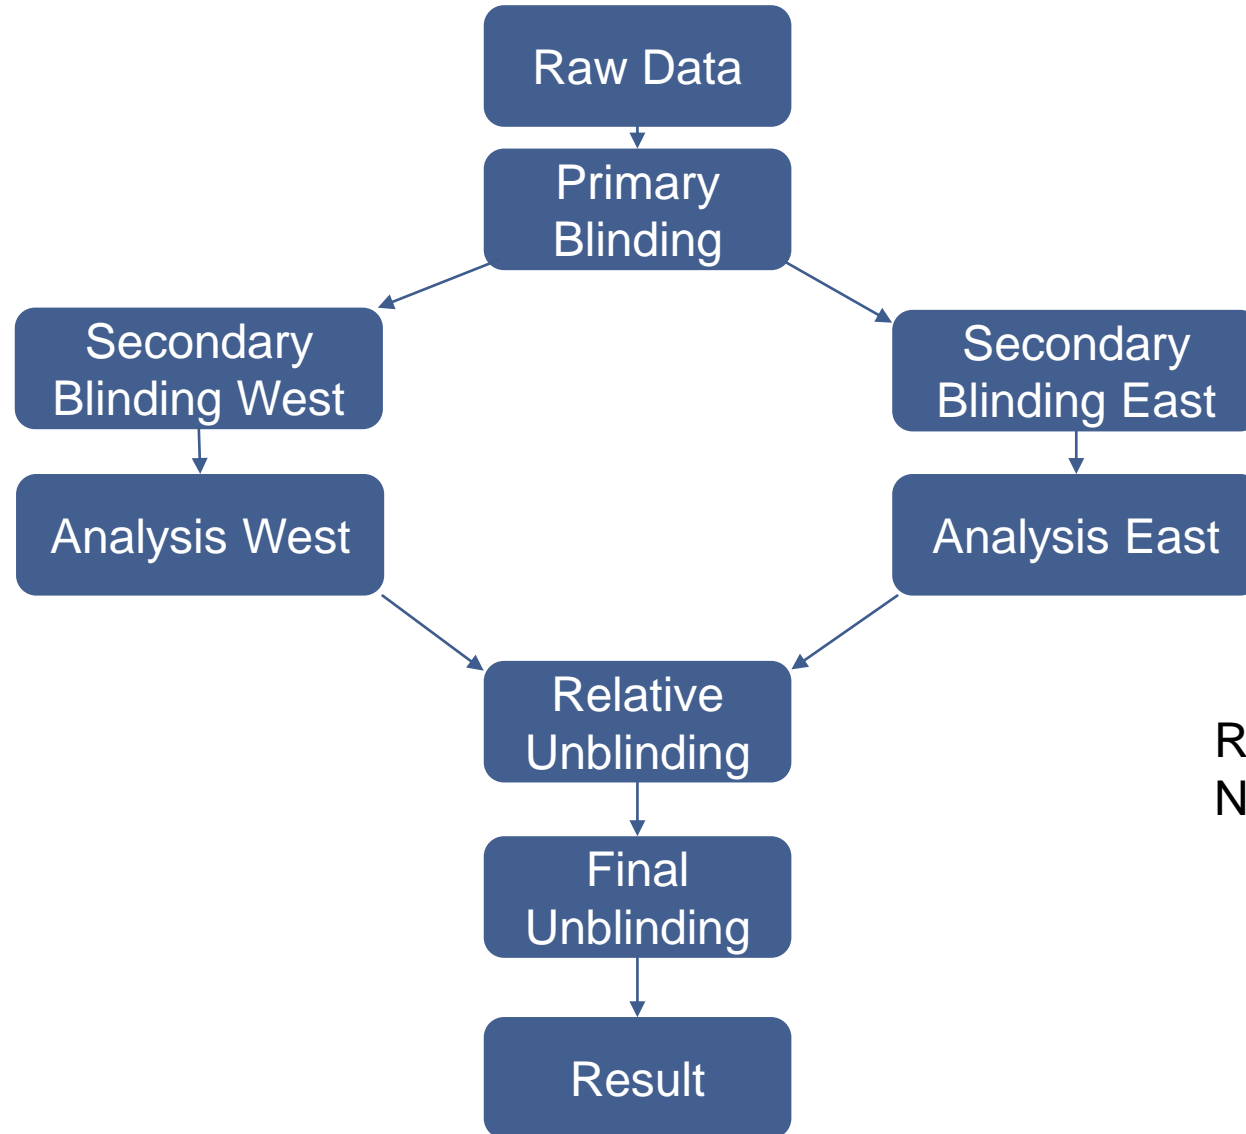 Raw Data
Primary
Blinding
Secondary
Blinding West
Secondary
Blinding East
Analysis West
Analysis East
Relative
Unblinding
R
N
Final
Unblinding
Result